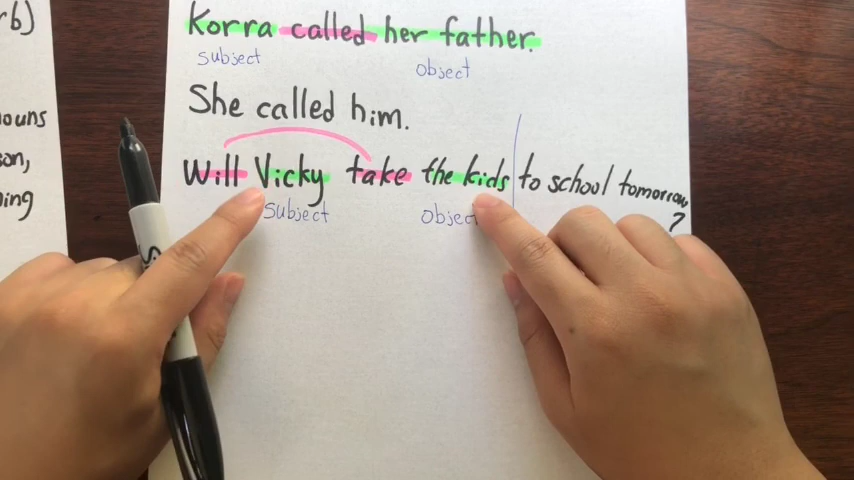 rb)
ouns
son,
ing
Korra called her father.
subject object
She called him.
Will Vicky take the kids to school tomorrow
?
subject objec